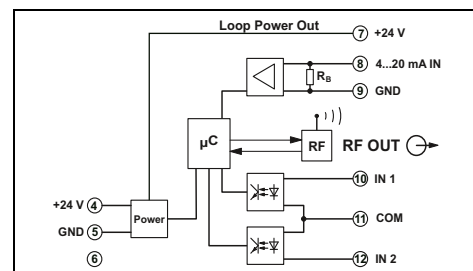 Loop Power Out
7 +24 V
8 4...20 mA IN
RB
9 GND
µC
RF
RF OUT
10 IN 1
+24 V 4
Power
11 COM
GND 5
6
12 IN 2